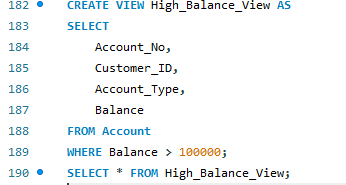 182 CREATE VIEW High_Balance_View AS
183 SELECT
184 Account_No,
185 Customer_ID,
186 Account_Type,
187 Balance
188 FROM Account
189 WHERE Balance > 100000;
190 SELECT * FROM High_Balance_View;